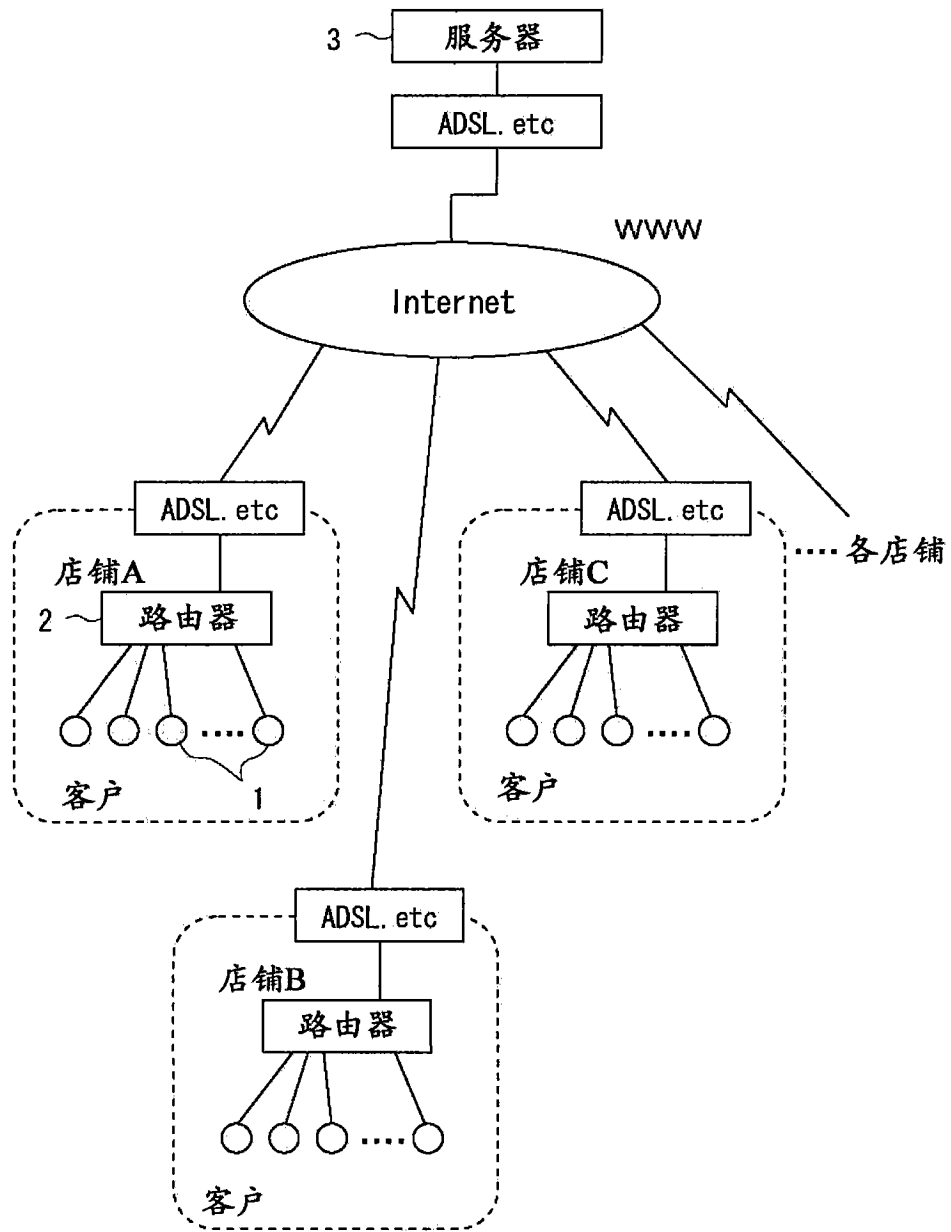 3 服务器
ADSL. etc
WWW
Internet
ADSL. etc
店铺A
2 路由器
客户
1
ADSL. etc
店铺C
路由器
客户
···· 各店铺
ADSL. etc
店铺B
路由器
客户